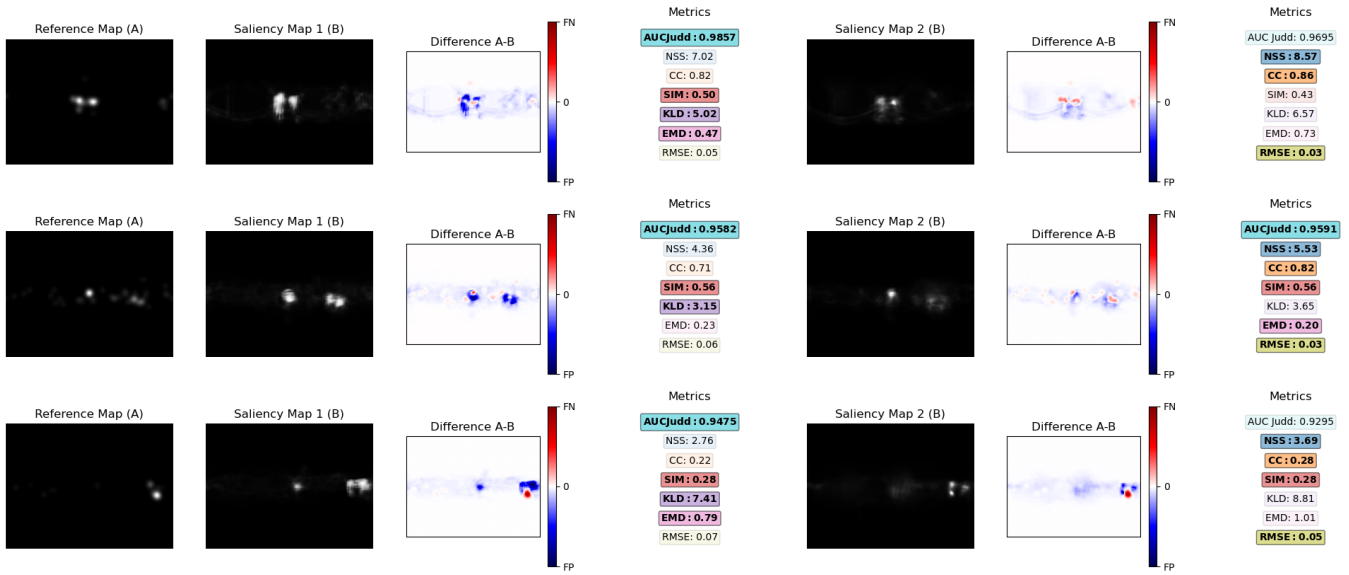 Metrics
Metrics
Reference Map (A)
Saliency Map 1 (B)
Difference A-B
FN
0
FP
AUCJudd : 0.9857
NSS: 7.02
CC: 0.82
SIM : 0.50
KLD : 5.02
EMD : 0.47
RMSE: 0.05
Saliency Map 2 (B)
Difference A-B
FN
0
FP
AUC Judd: 0.9695
NSS : 8.57
CC : 0.86
SIM: 0.43
KLD: 6.57
EMD: 0.73
RMSE : 0.03
Metrics
Metrics
Reference Map (A)
Saliency Map 1 (B)
Difference A-B
FN
0
FP
AUCJudd : 0.9582
NSS: 4.36
CC: 0.71
SIM : 0.56
KLD : 3.15
EMD: 0.23
RMSE: 0.06
Saliency Map 2 (B)
Difference A-B
FN
0
FP
AUCJudd : 0.9591
NSS : 5.53
CC : 0.82
SIM : 0.56
KLD: 3.65
EMD : 0.20
RMSE : 0.03
Metrics
Metrics
Reference Map (A)
Saliency Map 1 (B)
Difference A-B
FN
0
FP
AUCJudd : 0.9475
NSS: 2.76
CC: 0.22
SIM : 0.28
KLD : 7.41
EMD : 0.79
RMSE: 0.07
Saliency Map 2 (B)
Difference A-B
FN
0
FP
AUC Judd: 0.9295
NSS : 3.69
CC : 0.28
SIM : 0.28
KLD: 8.81
EMD: 1.01
RMSE : 0.05